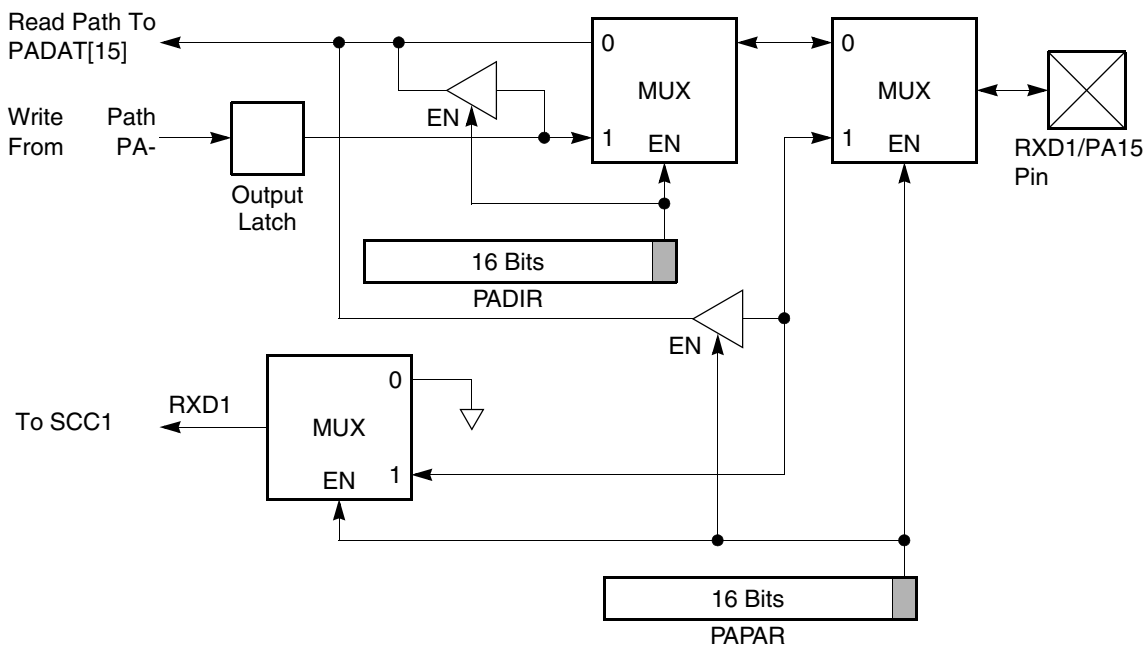 Read Path To
PADAT[15]
0
MUX
1
EN
0
MUX
1
EN
RXD1/PA15
Pin
EN
Write Path
From PA-
Output
Latch
16 Bits
PADIR
EN
To SCC1
RXD1
0
MUX
1
EN
16 Bits
PAPAR